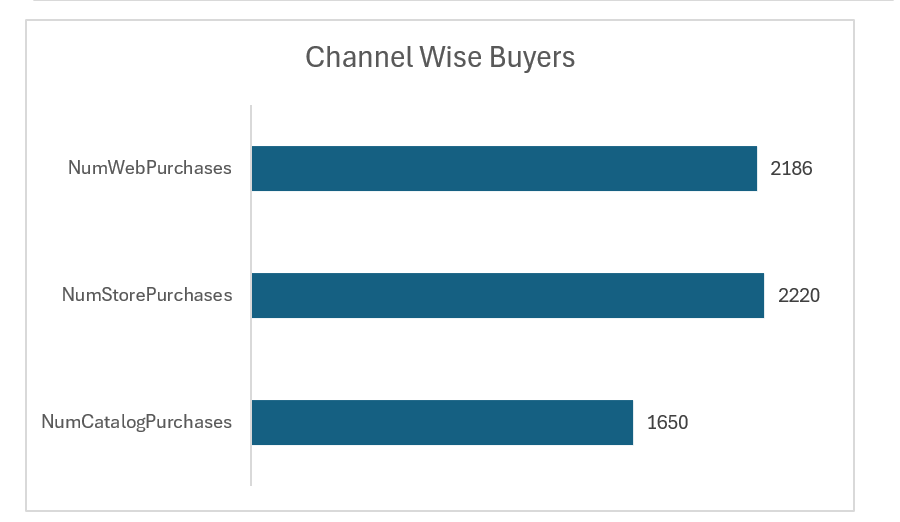 Channel Wise Buyers
NumWebPurchases 2186
NumStorePurchases 2220
NumCatalogPurchases 1650